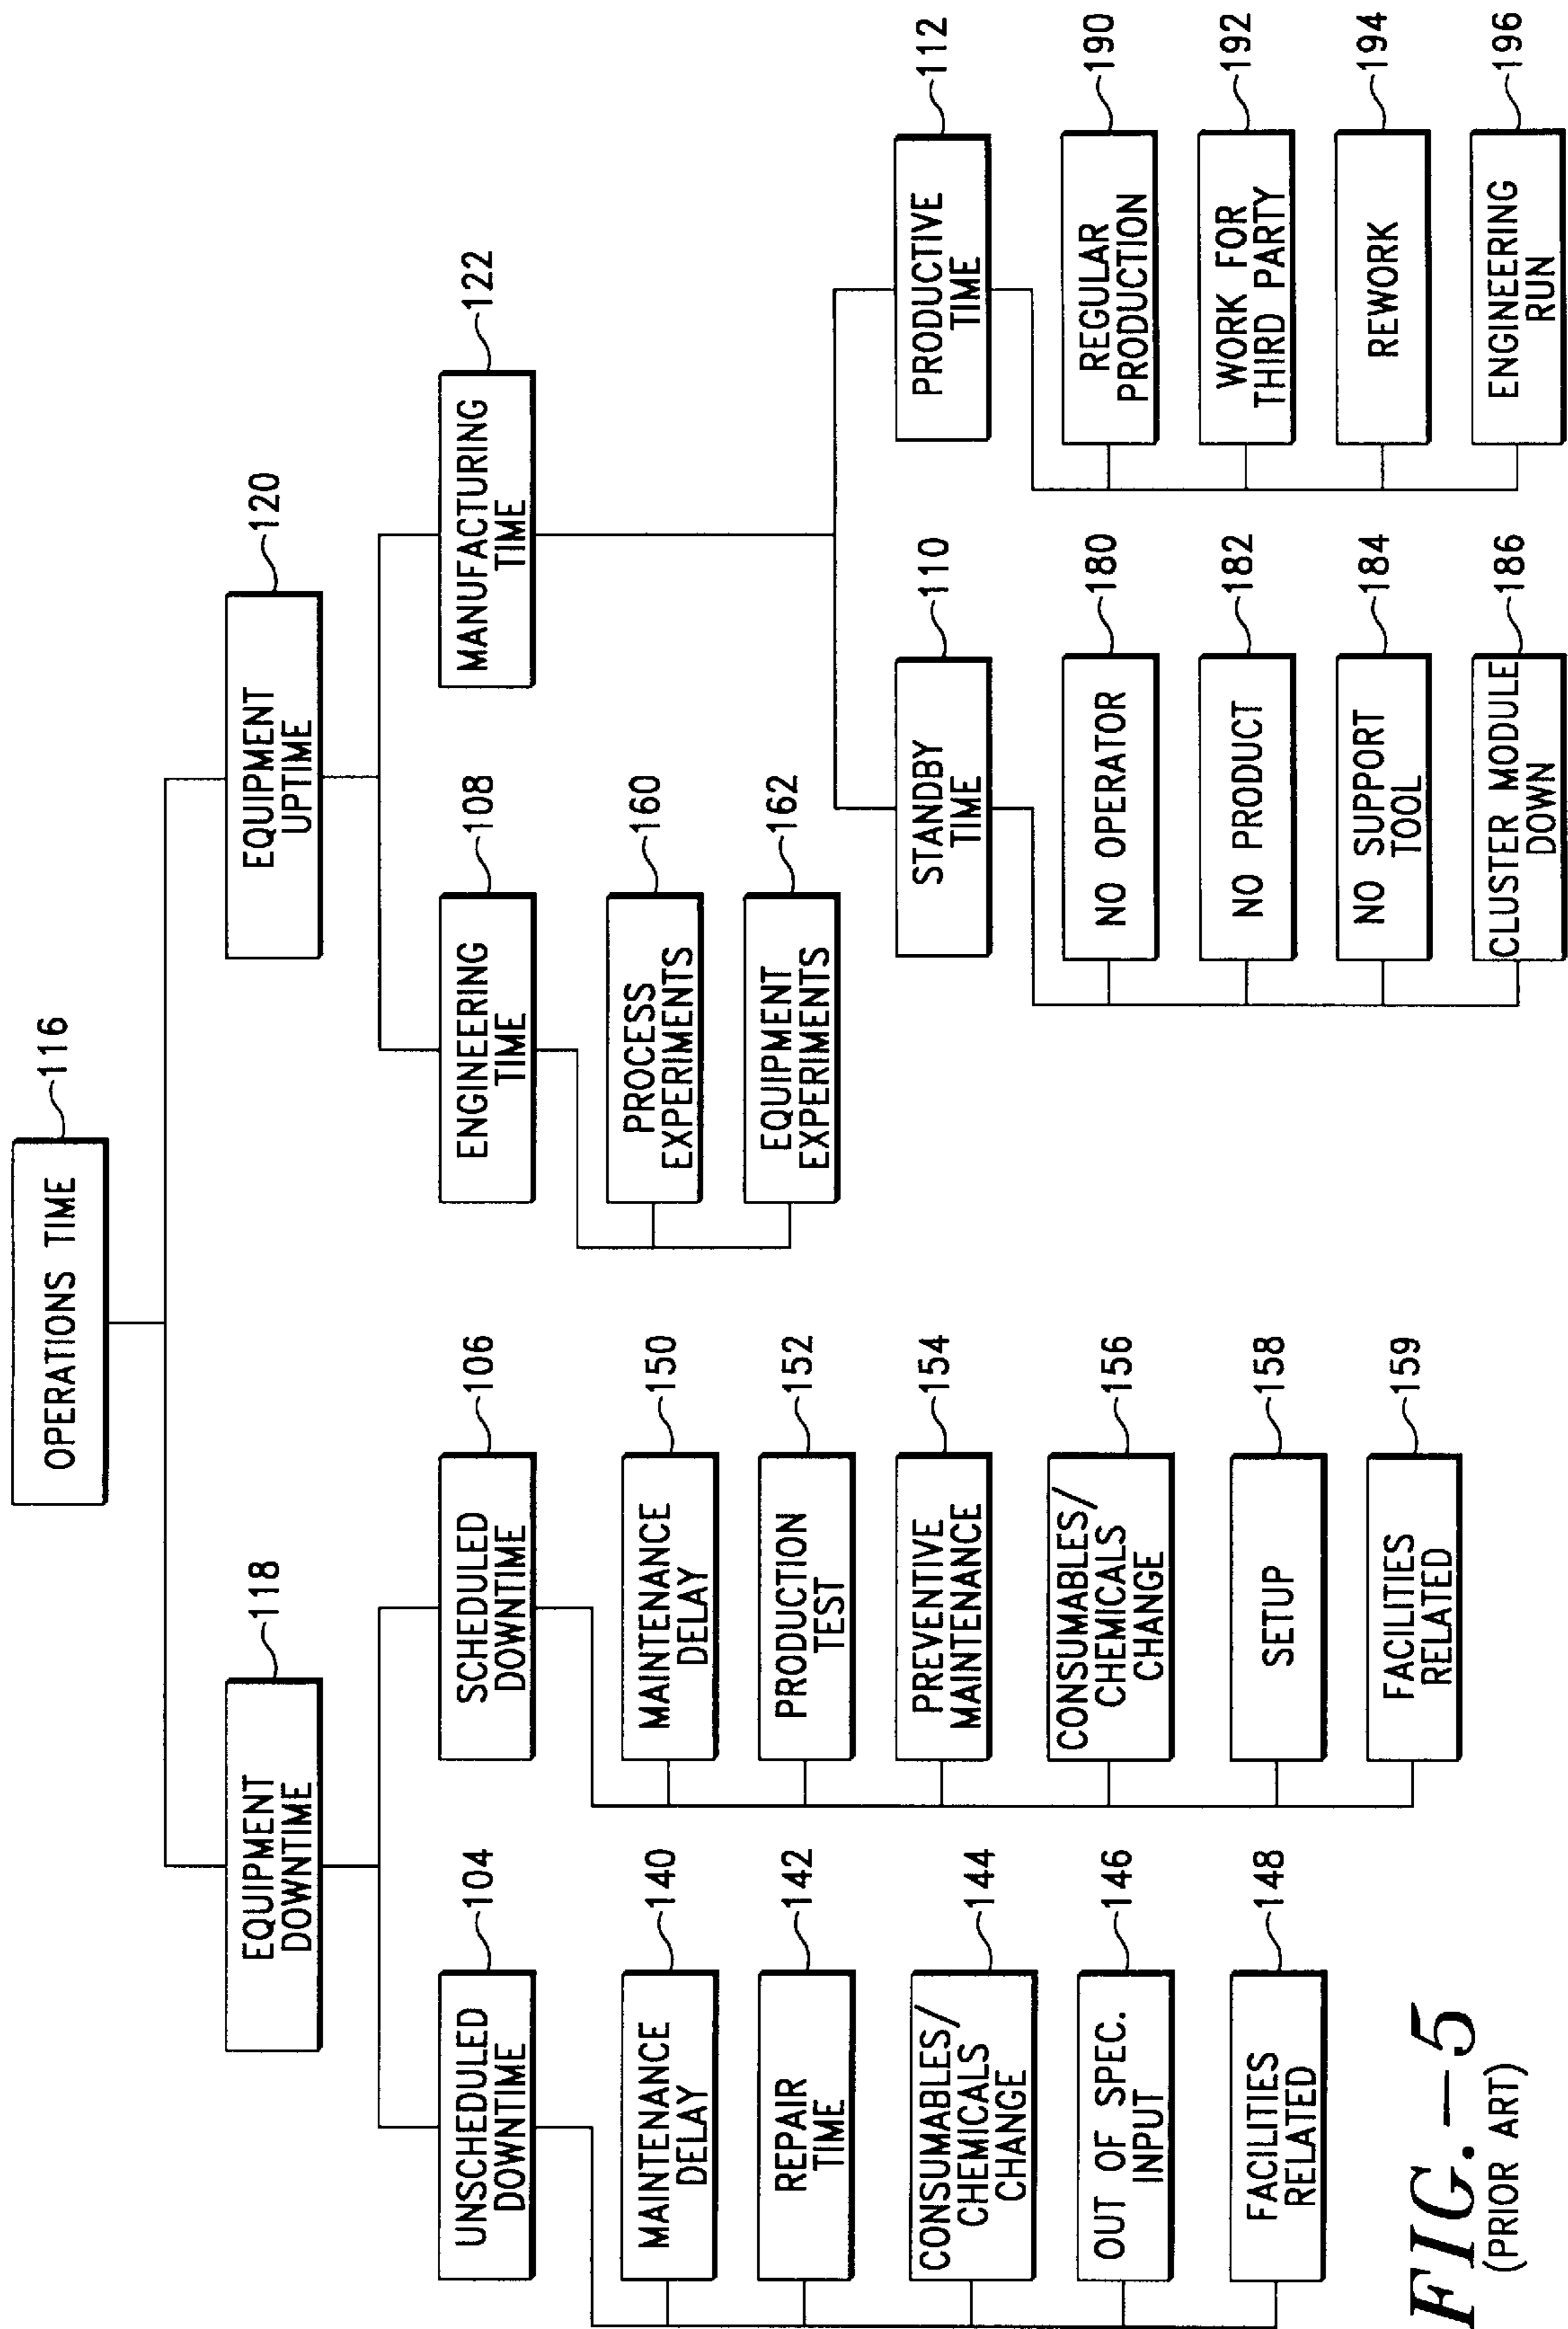 OPERATIONS TIME
116
EQUIPMENT
DOWNTIME
118
EQUIPMENT
UPTIME
120
UNSCHEDULED
DOWNTIME
104
SCHEDULED
DOWNTIME
106
ENGINEERING
TIME
108
MANUFACTURING
TIME
122
MAINTENANCE
DELAY
140
REPAIR
TIME
142
CONSUMABLES/
CHEMICALS
CHANGE
144
OUT OF SPEC.
INPUT
146
FACILITIES
RELATED
148
MAINTENANCE
DELAY
150
PRODUCTION
TEST
152
PREVENTIVE
MAINTENANCE
154
CONSUMABLES/
CHEMICALS
CHANGE
156
SETUP
158
FACILITIES
RELATED
159
PROCESS
EXPERIMENTS
160
EQUIPMENT
EXPERIMENTS
162
STANDBY
TIME
110
NO OPERATOR
180
NO PRODUCT
182
NO SUPPORT
TOOL
184
CLUSTER MODULE
DOWN
186
PRODUCTIVE
TIME
112
REGULAR
PRODUCTION
190
WORK FOR
THIRD PARTY
192
REWORK
194
ENGINEERING
RUN
196
FIG.-5
(PRIOR ART)